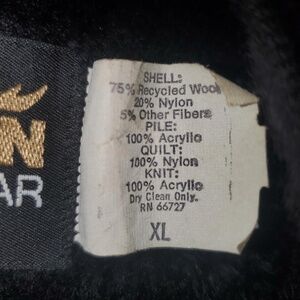 N
AR
SHELL:
75% Recycled Wool
20% Nylon
5% Other Fibers
PILE:
100% Acrylic
QUILT:
100% Nylon
KNIT:
100% Acrylic
Dry Clean Only.
RN 66727
XL